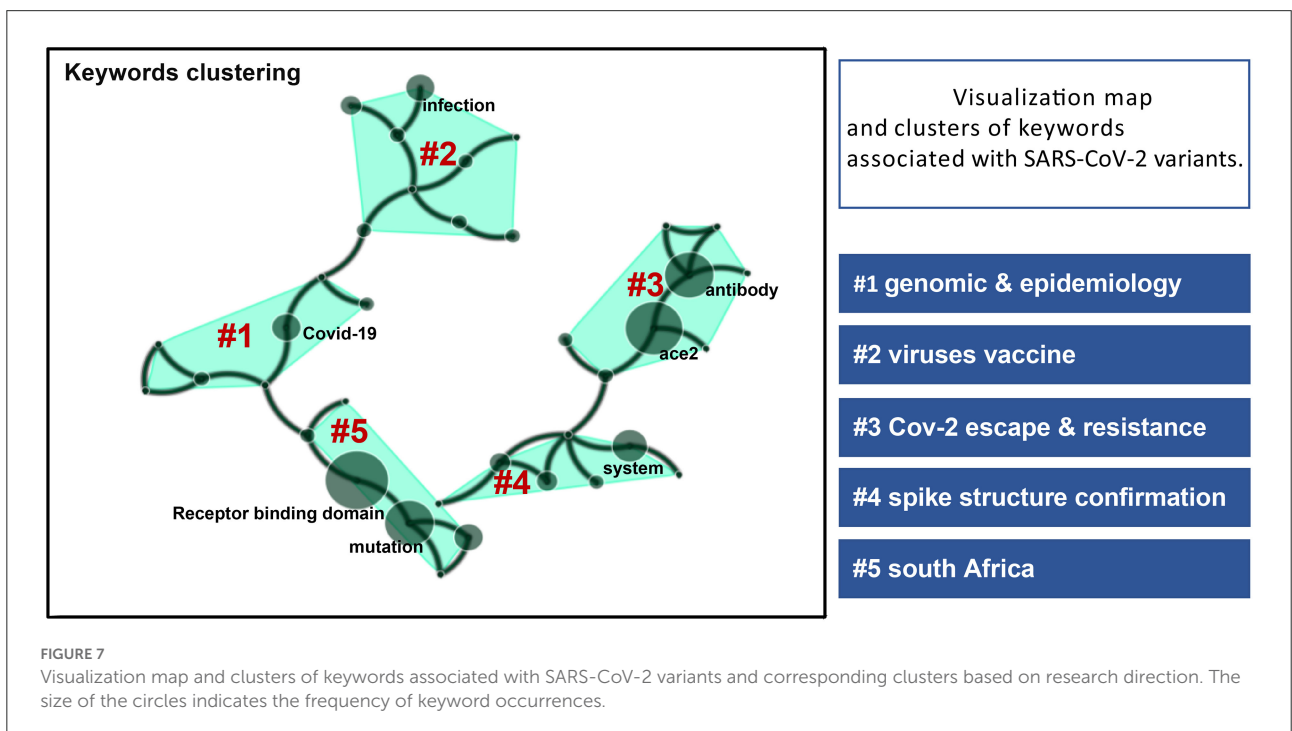 Keywords clustering
infection
#2
#3
antibody
#1
Covid-19
ace2
#5
system
#4
Receptor binding domain
mutation
Visualization map
and clusters of keywords
associated with SARS-CoV-2 variants.
#1 genomic & epidemiology
#2 viruses vaccine
#3 Cov-2 escape & resistance
#4 spike structure confirmation
#5 south Africa
FIGURE 7
Visualization map and clusters of keywords associated with SARS-CoV-2 variants and corresponding clusters based on research direction. The
size of the circles indicates the frequency of keyword occurrences.